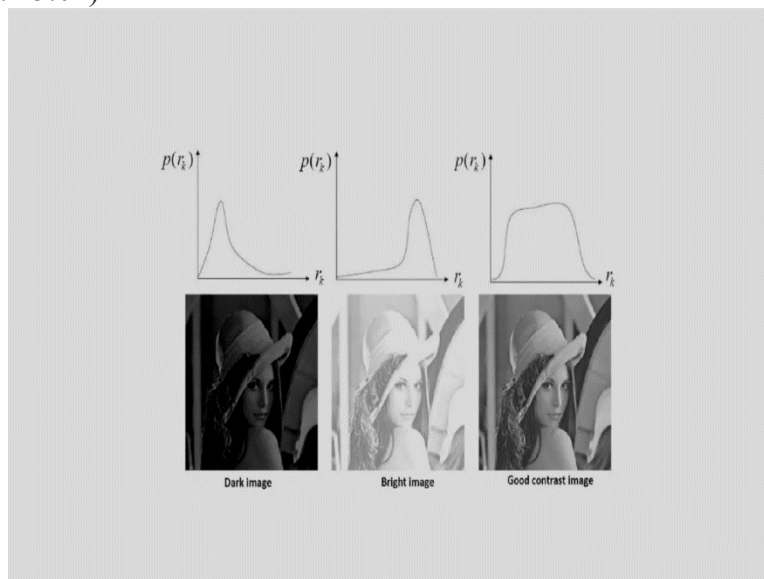 p(r_k) p(r_k) p(r_k)
r_k r_k r_k
Dark image Bright image Good contrast image